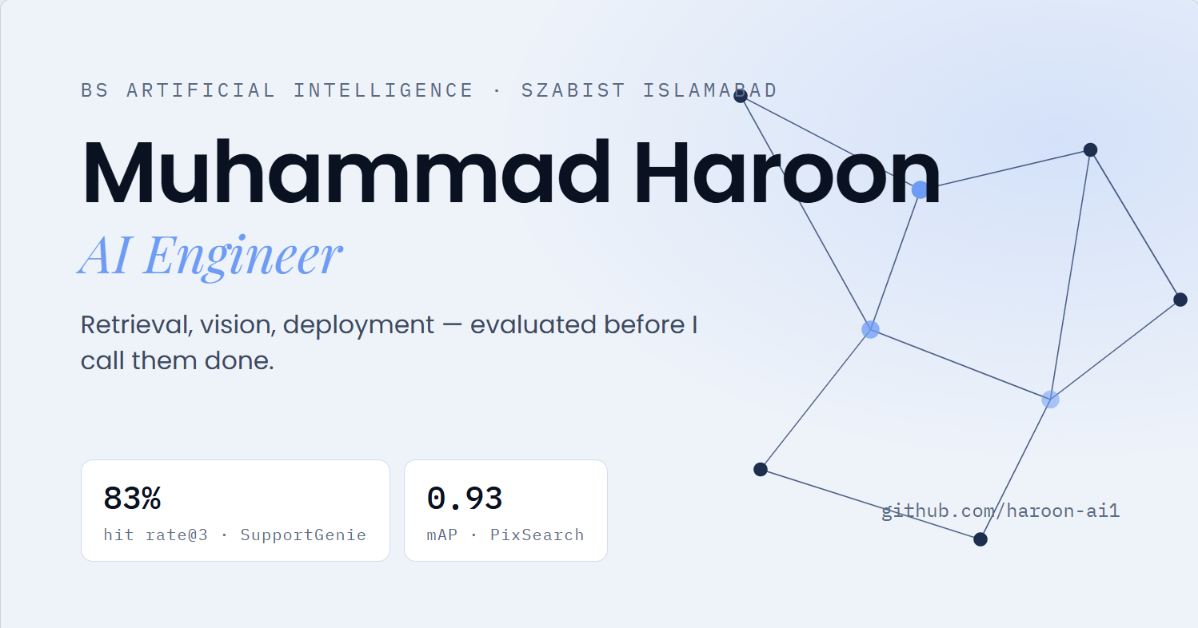 BS ARTIFICIAL INTELLIGENCE · SZABIST ISLAMABAD
Muhammad Haroon
AI Engineer
Retrieval, vision, deployment — evaluated before I
call them done.
83%
hit rate@3 · SupportGenie
0.93
mAP · PixSearch
github.com/haroon-ai1